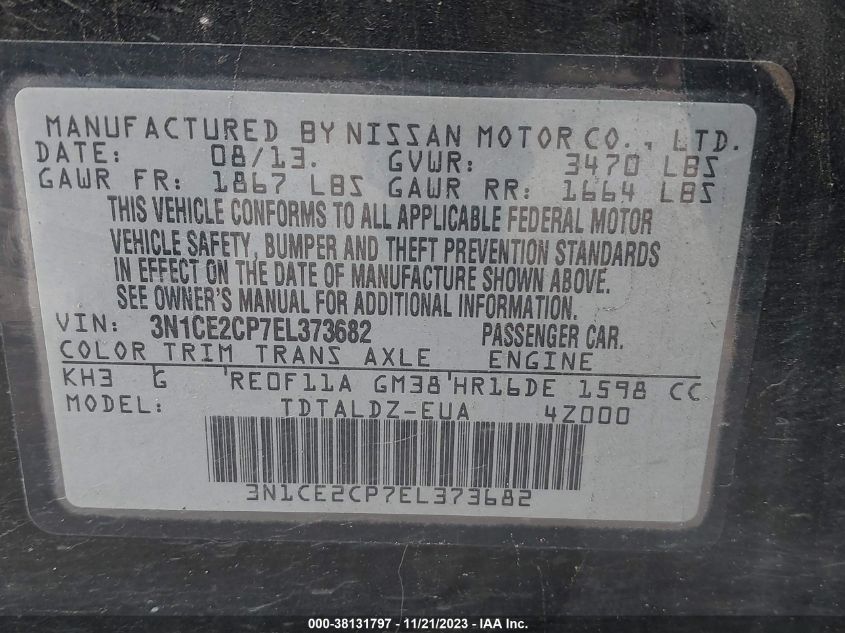 MANUFACTURED BY NISSAN MOTOR CO., LTD.
DATE: 08/13. GVWR: 3470 LBS
GAWR FR: 1867 LBS GAWR RR: 1664 LBS
THIS VEHICLE CONFORMS TO ALL APPLICABLE FEDERAL MOTOR
VEHICLE SAFETY, BUMPER AND THEFT PREVENTION STANDARDS
IN EFFECT ON THE DATE OF MANUFACTURE SHOWN ABOVE.
SEE OWNER'S MANUAL FOR ADDITIONAL INFORMATION.
VIN: 3N1CE2CP7EL373682 PASSENGER CAR.
COLOR TRIM TRANS AXLE ENGINE
KH3 G 'RE0F11A GM38'HR16DE 1598 CC
MODEL: TDTALDZ-EUA 4Z000
3N1CE2CP7EL373682
000-38131797 - 11/21/2023 - IAA Inc.